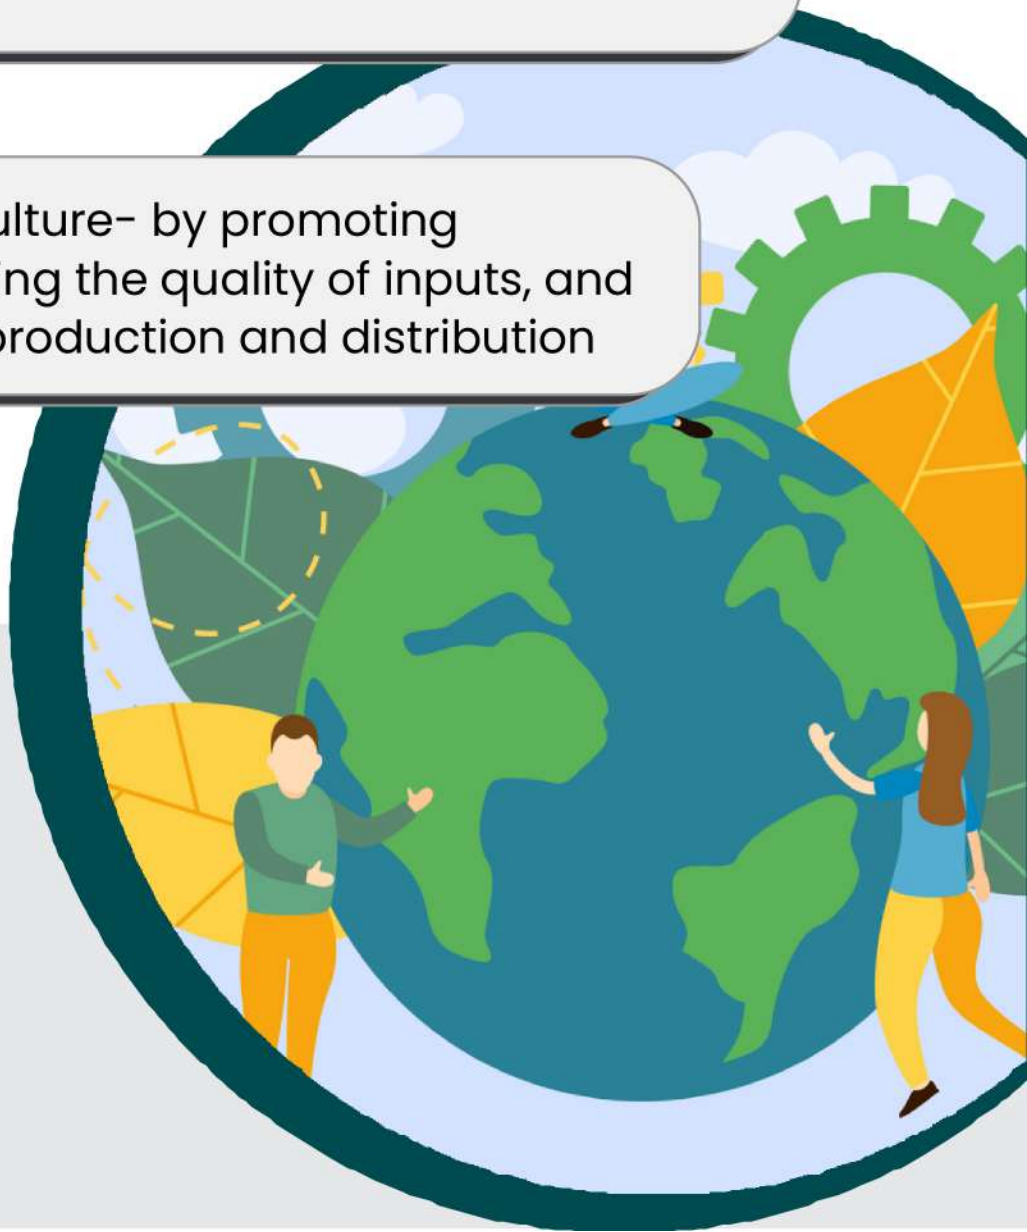 ulture- by promoting
ing the quality of inputs, and
production and distribution